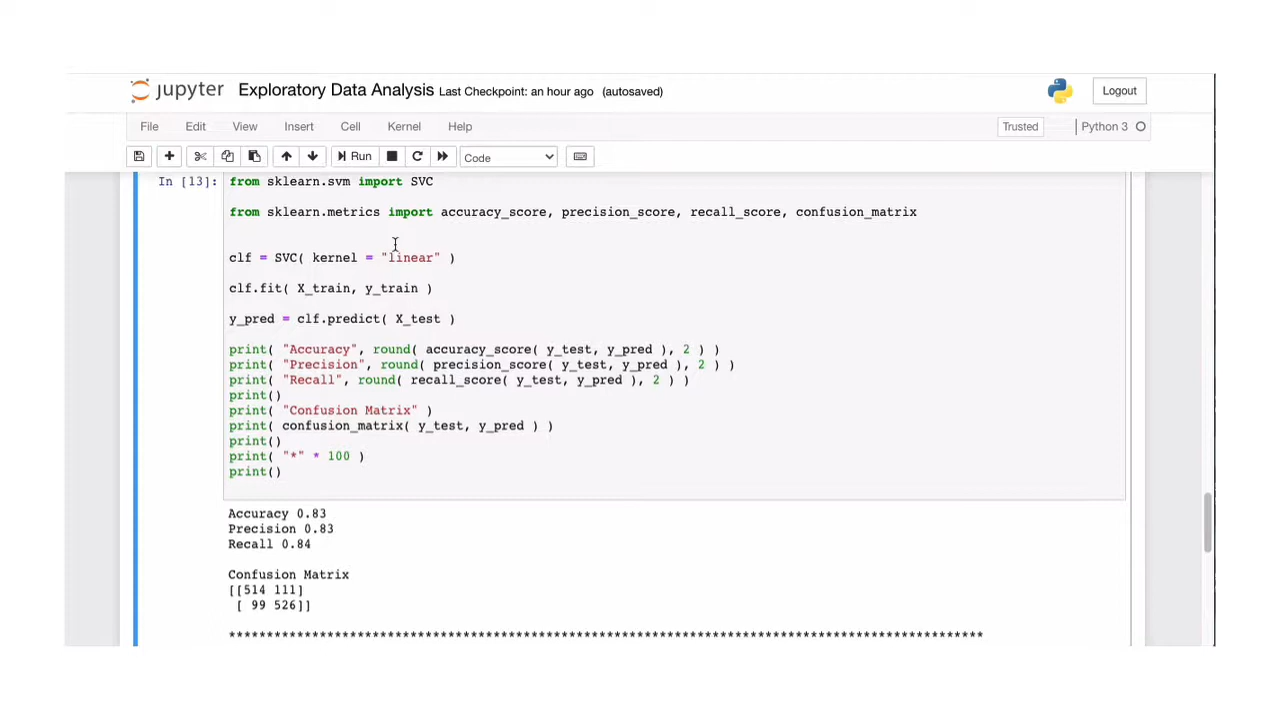 jupyter Exploratory Data Analysis Last Checkpoint: an hour ago (autosaved) Logout
File Edit View Insert Cell Kernel Help Trusted Python 3
Run Code
In [13]: from sklearn.svm import SVC
from sklearn.metrics import accuracy_score, precision_score, recall_score, confusion_matrix
clf = SVC( kernel = "linear" )
clf.fit( X_train, y_train )
y_pred = clf.predict( X_test )
print( "Accuracy", round( accuracy_score( y_test, y_pred ), 2 ) )
print( "Precision", round( precision_score( y_test, y_pred ), 2 ) )
print( "Recall", round( recall_score( y_test, y_pred ), 2 ) )
print()
print( "Confusion Matrix" )
print( confusion_matrix( y_test, y_pred ) )
print()
print( "*" * 100 )
print()
Accuracy 0.83
Precision 0.83
Recall 0.84
Confusion Matrix
[[514 111]
[ 99 526]]
****************************************************************************************************